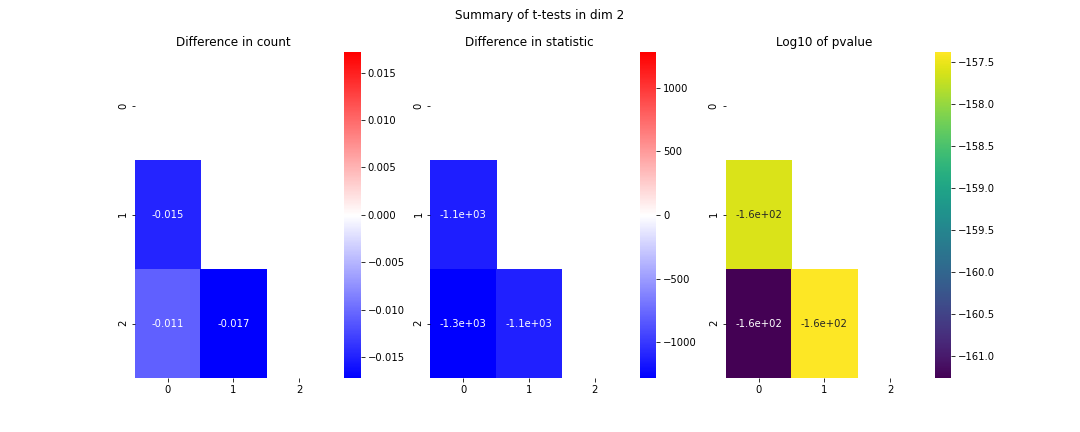 Summary of t-tests in dim 2
Difference in count
0
1
2
-0.015
-0.011 -0.017
0 1 2
0.015
0.010
0.005
0.000
−0.005
−0.010
−0.015
Difference in statistic
0
1
2
-1.1e+03
-1.3e+03 -1.1e+03
0 1 2
1000
500
0
−500
−1000
Log10 of pvalue
0
1
2
-1.6e+02
-1.6e+02 -1.6e+02
0 1 2
−157.5
−158.0
−158.5
−159.0
−159.5
−160.0
−160.5
−161.0